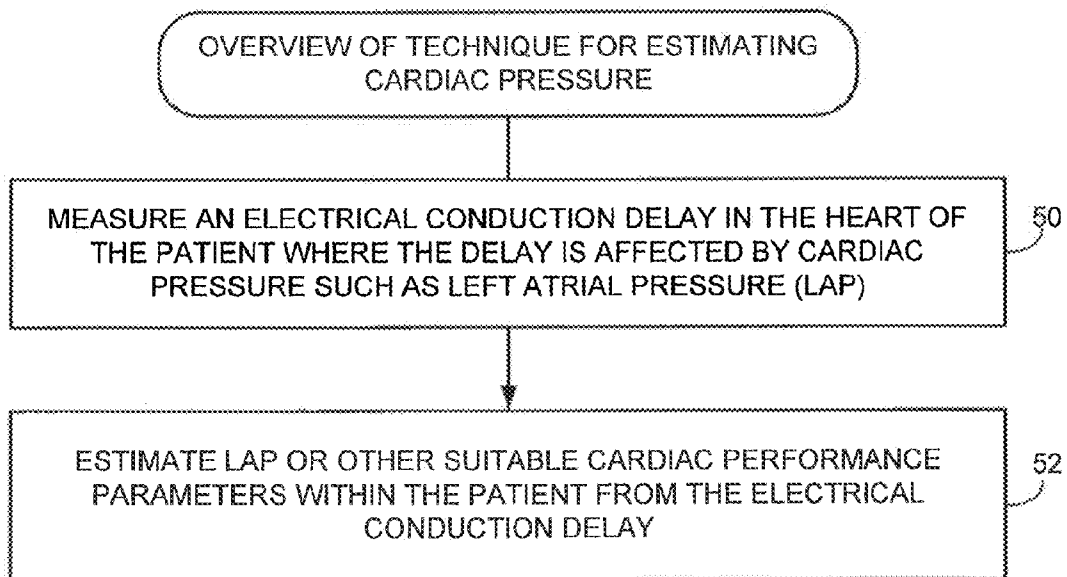 OVERVIEW OF TECHNIQUE FOR ESTIMATING
CARDIAC PRESSURE
MEASURE AN ELECTRICAL CONDUCTION DELAY IN THE HEART OF
THE PATIENT WHERE THE DELAY IS AFFECTED BY CARDIAC
PRESSURE SUCH AS LEFT ATRIAL PRESSURE (LAP)
50
ESTIMATE LAP OR OTHER SUITABLE CARDIAC PERFORMANCE
PARAMETERS WITHIN THE PATIENT FROM THE ELECTRICAL
CONDUCTION DELAY
52